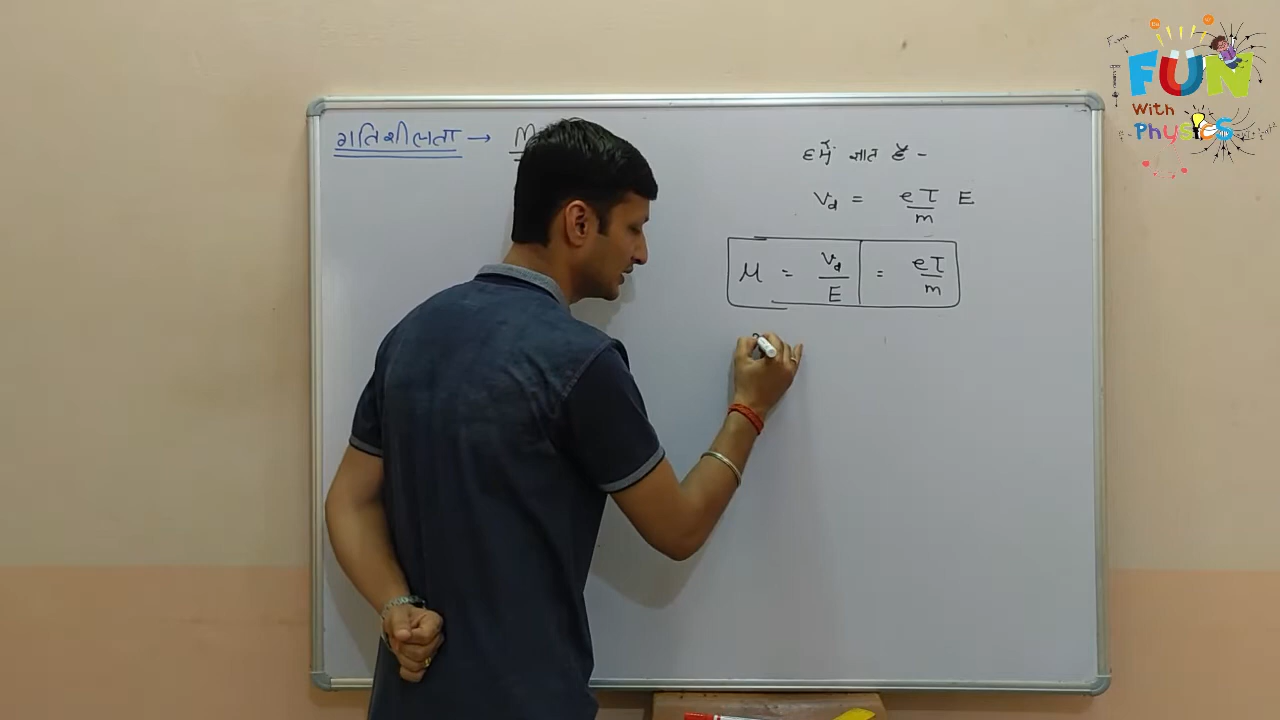 गतिशीलता → M
हमें ज्ञात है -
Vd = eτ/m E
μ = Vd/E = eτ/m
FUN
With
PhysicS